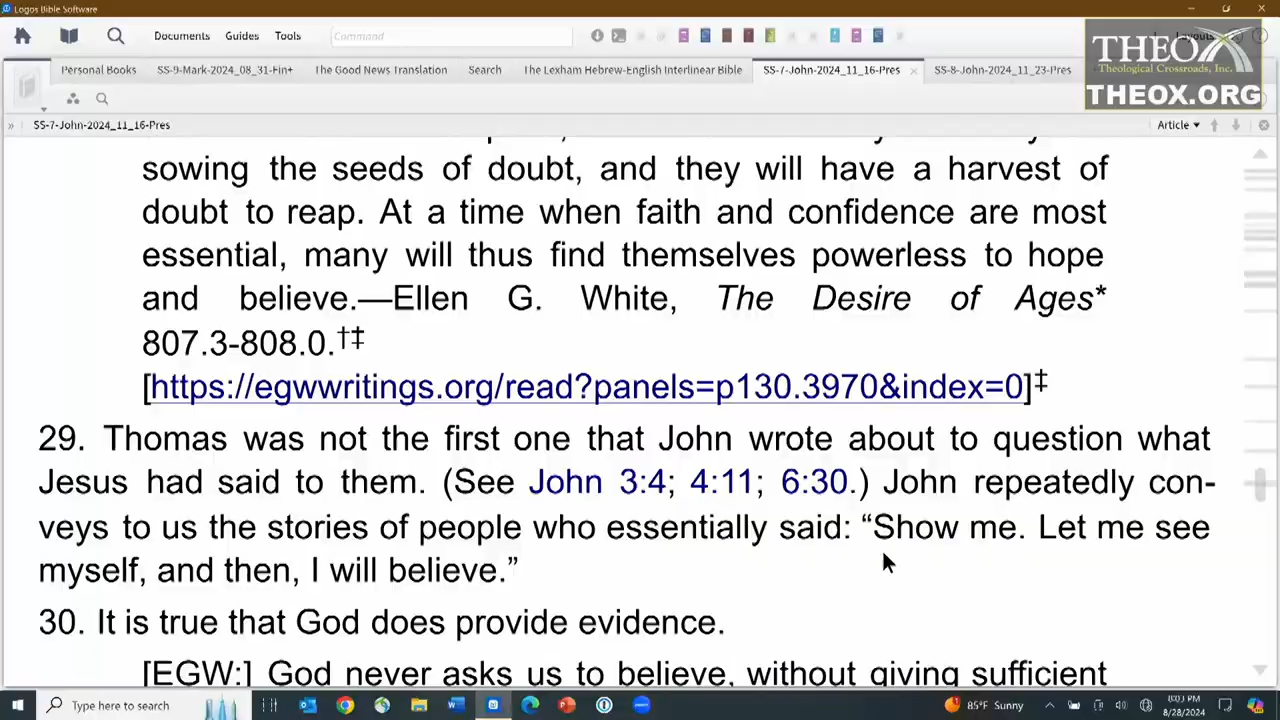 Logos Bible Software
Documents Guides Tools Command Layouts
THEOX
Theological Crossroads, Inc.
THEOX.ORG
Personal Books SS-9-Mark-2024_08_31-Fin+ The Good News Translation The Lexham Hebrew-English Interlinear Bible SS-7-John-2024_11_16-Pres × SS-8-John-2024_11_23-Pres
» SS-7-John-2024_11_16-Pres Article
sowing the seeds of doubt, and they will have a harvest of
doubt to reap. At a time when faith and confidence are most
essential, many will thus find themselves powerless to hope
and believe.—Ellen G. White, The Desire of Ages*
807.3-808.0.†‡
[https://egwwritings.org/read?panels=p130.3970&index=0]‡
29. Thomas was not the first one that John wrote about to question what
Jesus had said to them. (See John 3:4; 4:11; 6:30.) John repeatedly con-
veys to us the stories of people who essentially said: “Show me. Let me see
myself, and then, I will believe.”
30. It is true that God does provide evidence.
[EGW:] God never asks us to believe, without giving sufficient
Type here to search 85°F Sunny 8:03 PM
8/28/2024